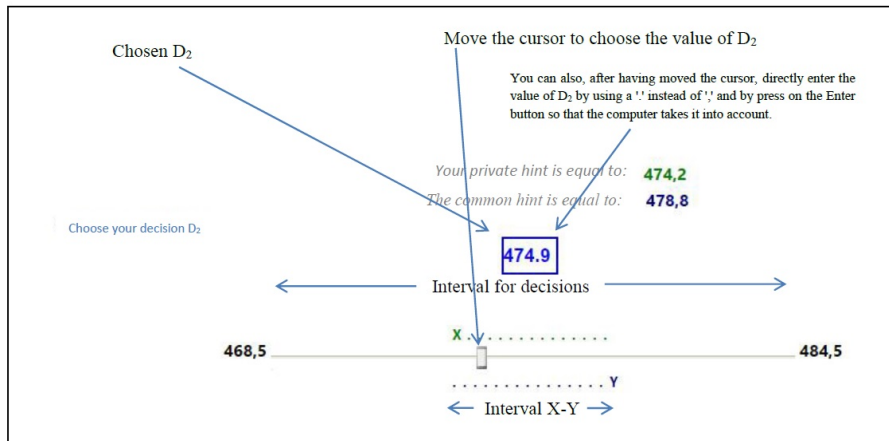 Chosen D₂
Move the cursor to choose the value of D₂
You can also, after having moved the cursor, directly enter the
value of D₂ by using a '.' instead of ',' and by press on the Enter
button so that the computer takes it into account.
Your private hint is equal to: 474,2
The common hint is equal to: 478,8
Choose your decision D₂
474.9
Interval for decisions
X . . . . . . . . . . . . .
468,5 484,5
. . . . . . . . . . . . . . . Y
Interval X-Y